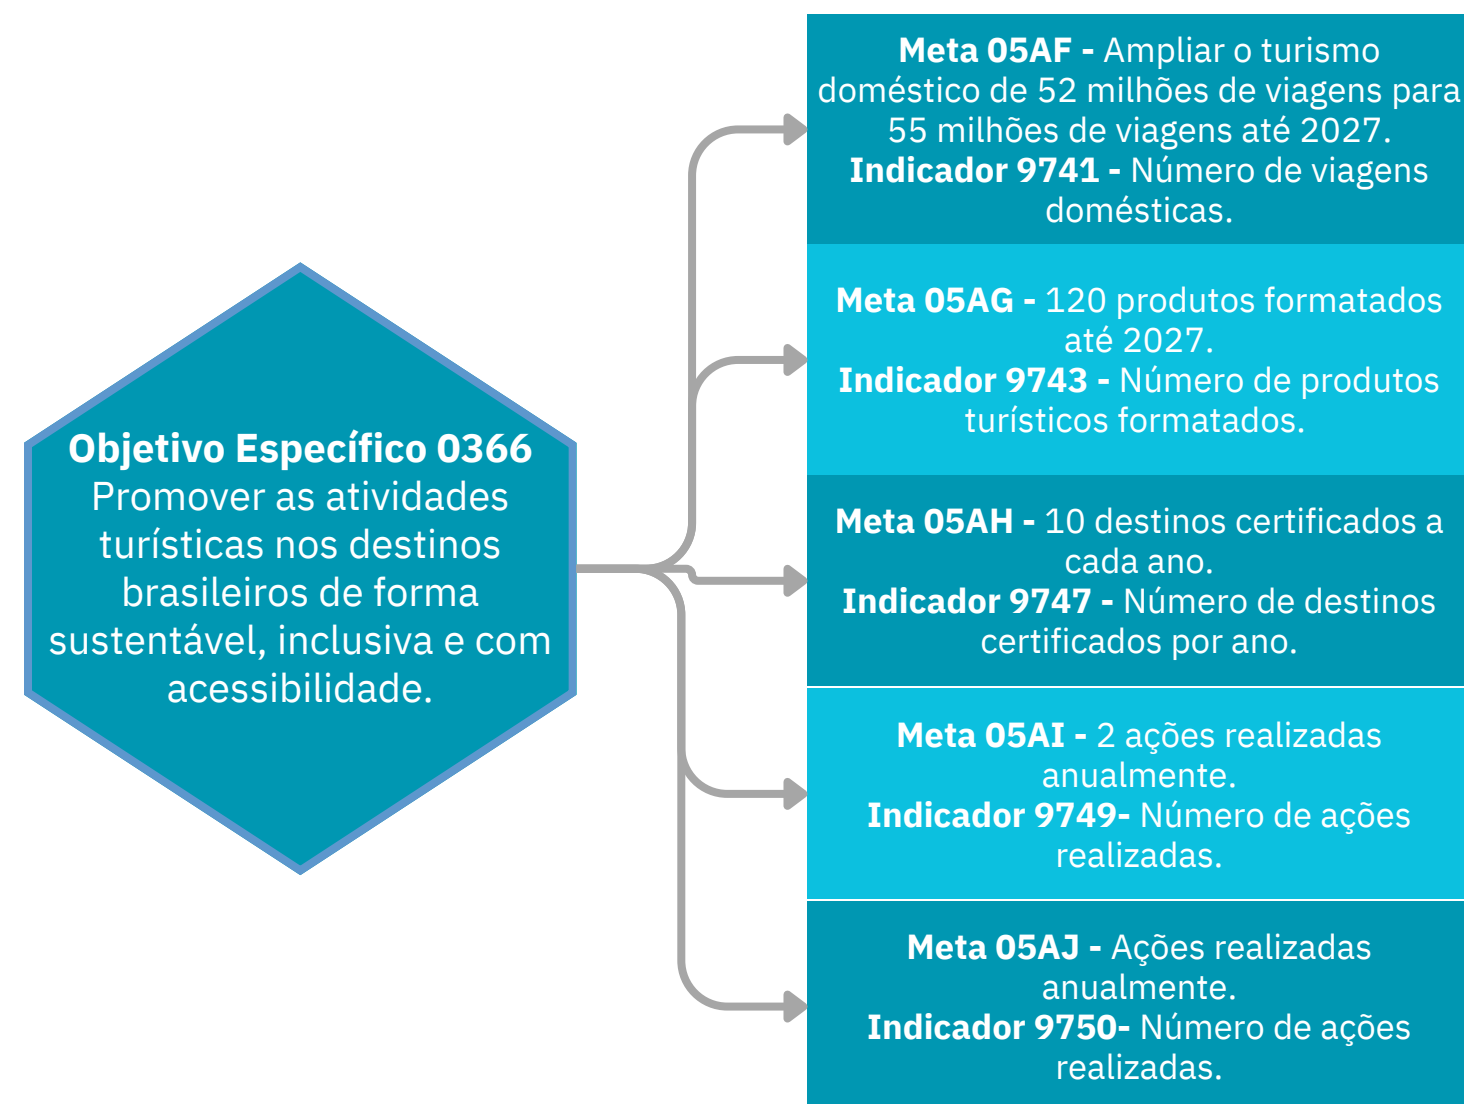 Objetivo Específico 0366
Promover as atividades
turísticas nos destinos
brasileiros de forma
sustentável, inclusiva e com
acessibilidade.
Meta 05AF - Ampliar o turismo
doméstico de 52 milhões de viagens para
55 milhões de viagens até 2027.
Indicador 9741 - Número de viagens
domésticas.
Meta 05AG - 120 produtos formatados
até 2027.
Indicador 9743 - Número de produtos
turísticos formatados.
Meta 05AH - 10 destinos certificados a
cada ano.
Indicador 9747 - Número de destinos
certificados por ano.
Meta 05AI - 2 ações realizadas
anualmente.
Indicador 9749- Número de ações
realizadas.
Meta 05AJ - Ações realizadas
anualmente.
Indicador 9750- Número de ações
realizadas.